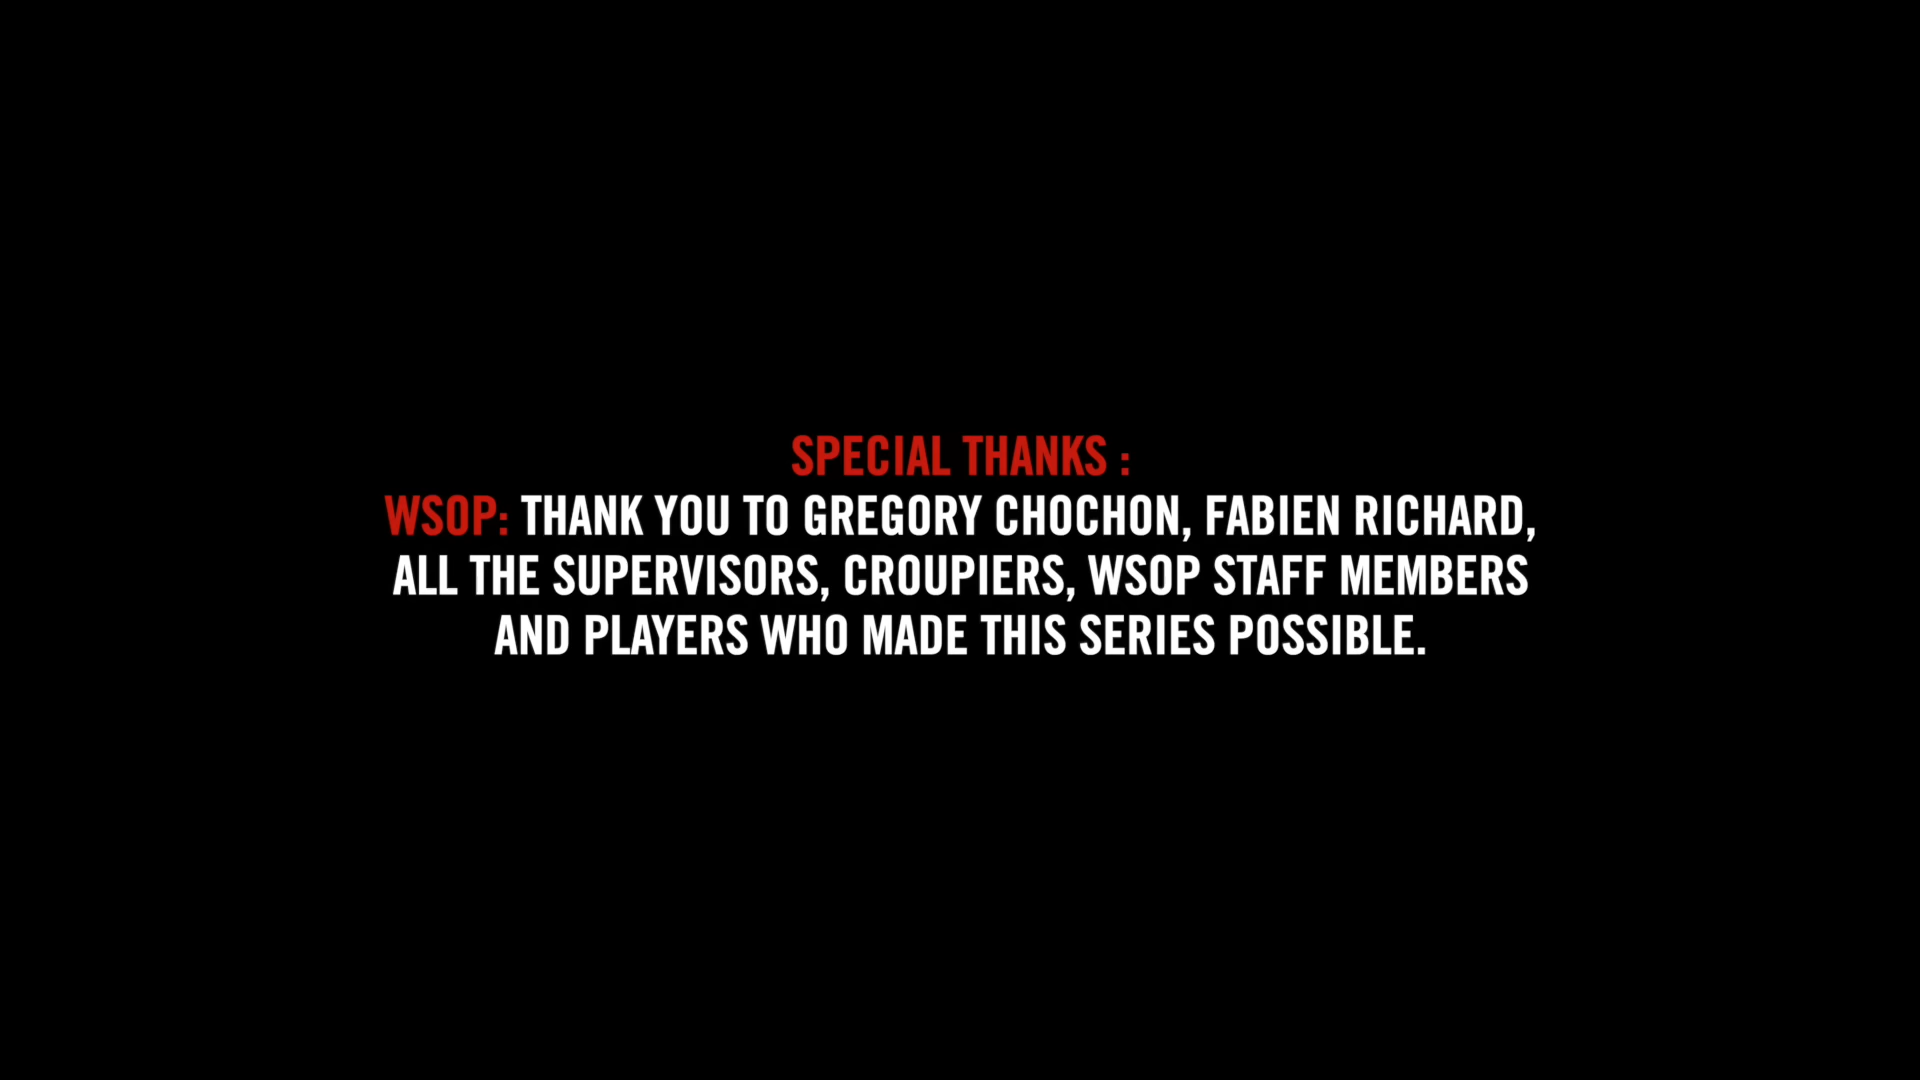 SPECIAL THANKS :
WSOP: THANK YOU TO GREGORY CHOCHON, FABIEN RICHARD,
ALL THE SUPERVISORS, CROUPIERS, WSOP STAFF MEMBERS
AND PLAYERS WHO MADE THIS SERIES POSSIBLE.